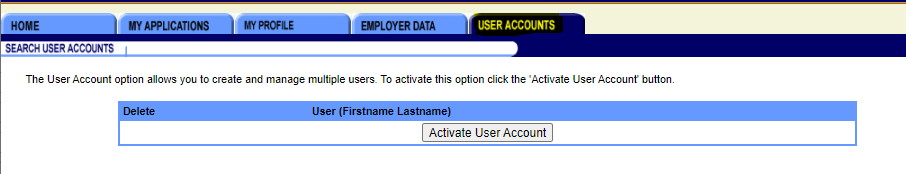 HOME MY APPLICATIONS MY PROFILE EMPLOYER DATA USER ACCOUNTS
SEARCH USER ACCOUNTS
The User Account option allows you to create and manage multiple users. To activate this option click the 'Activate User Account' button.
Delete User (Firstname Lastname)
Activate User Account